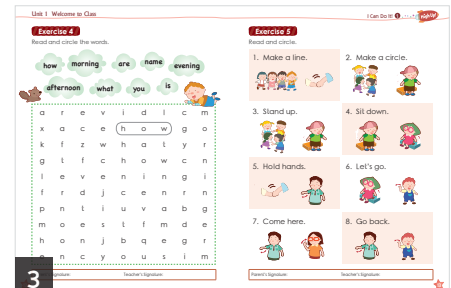 Unit 1 Welcome to Class
Exercise 4
Read and circle the words.
how morning are name evening
afternoon what you is
a r e v i d l c m
x a c e h o w g o
k f z w h a t y r
g t f c h o w c n
l e v e n i n g i
f r d j c e n r n
p n t i u v a b g
m o e s t f m d e
h o n j b q e g r
n c y o u s i m
Signature:
Teacher's Signature:
3
I Can Do It! 1
Exercise 5
Read and circle.
1. Make a line.
2. Make a circle.
3. Stand up.
4. Sit down.
5. Hold hands.
6. Let's go.
7. Come here.
8. Go back.
Parent's Signature:
Teacher's Signature: